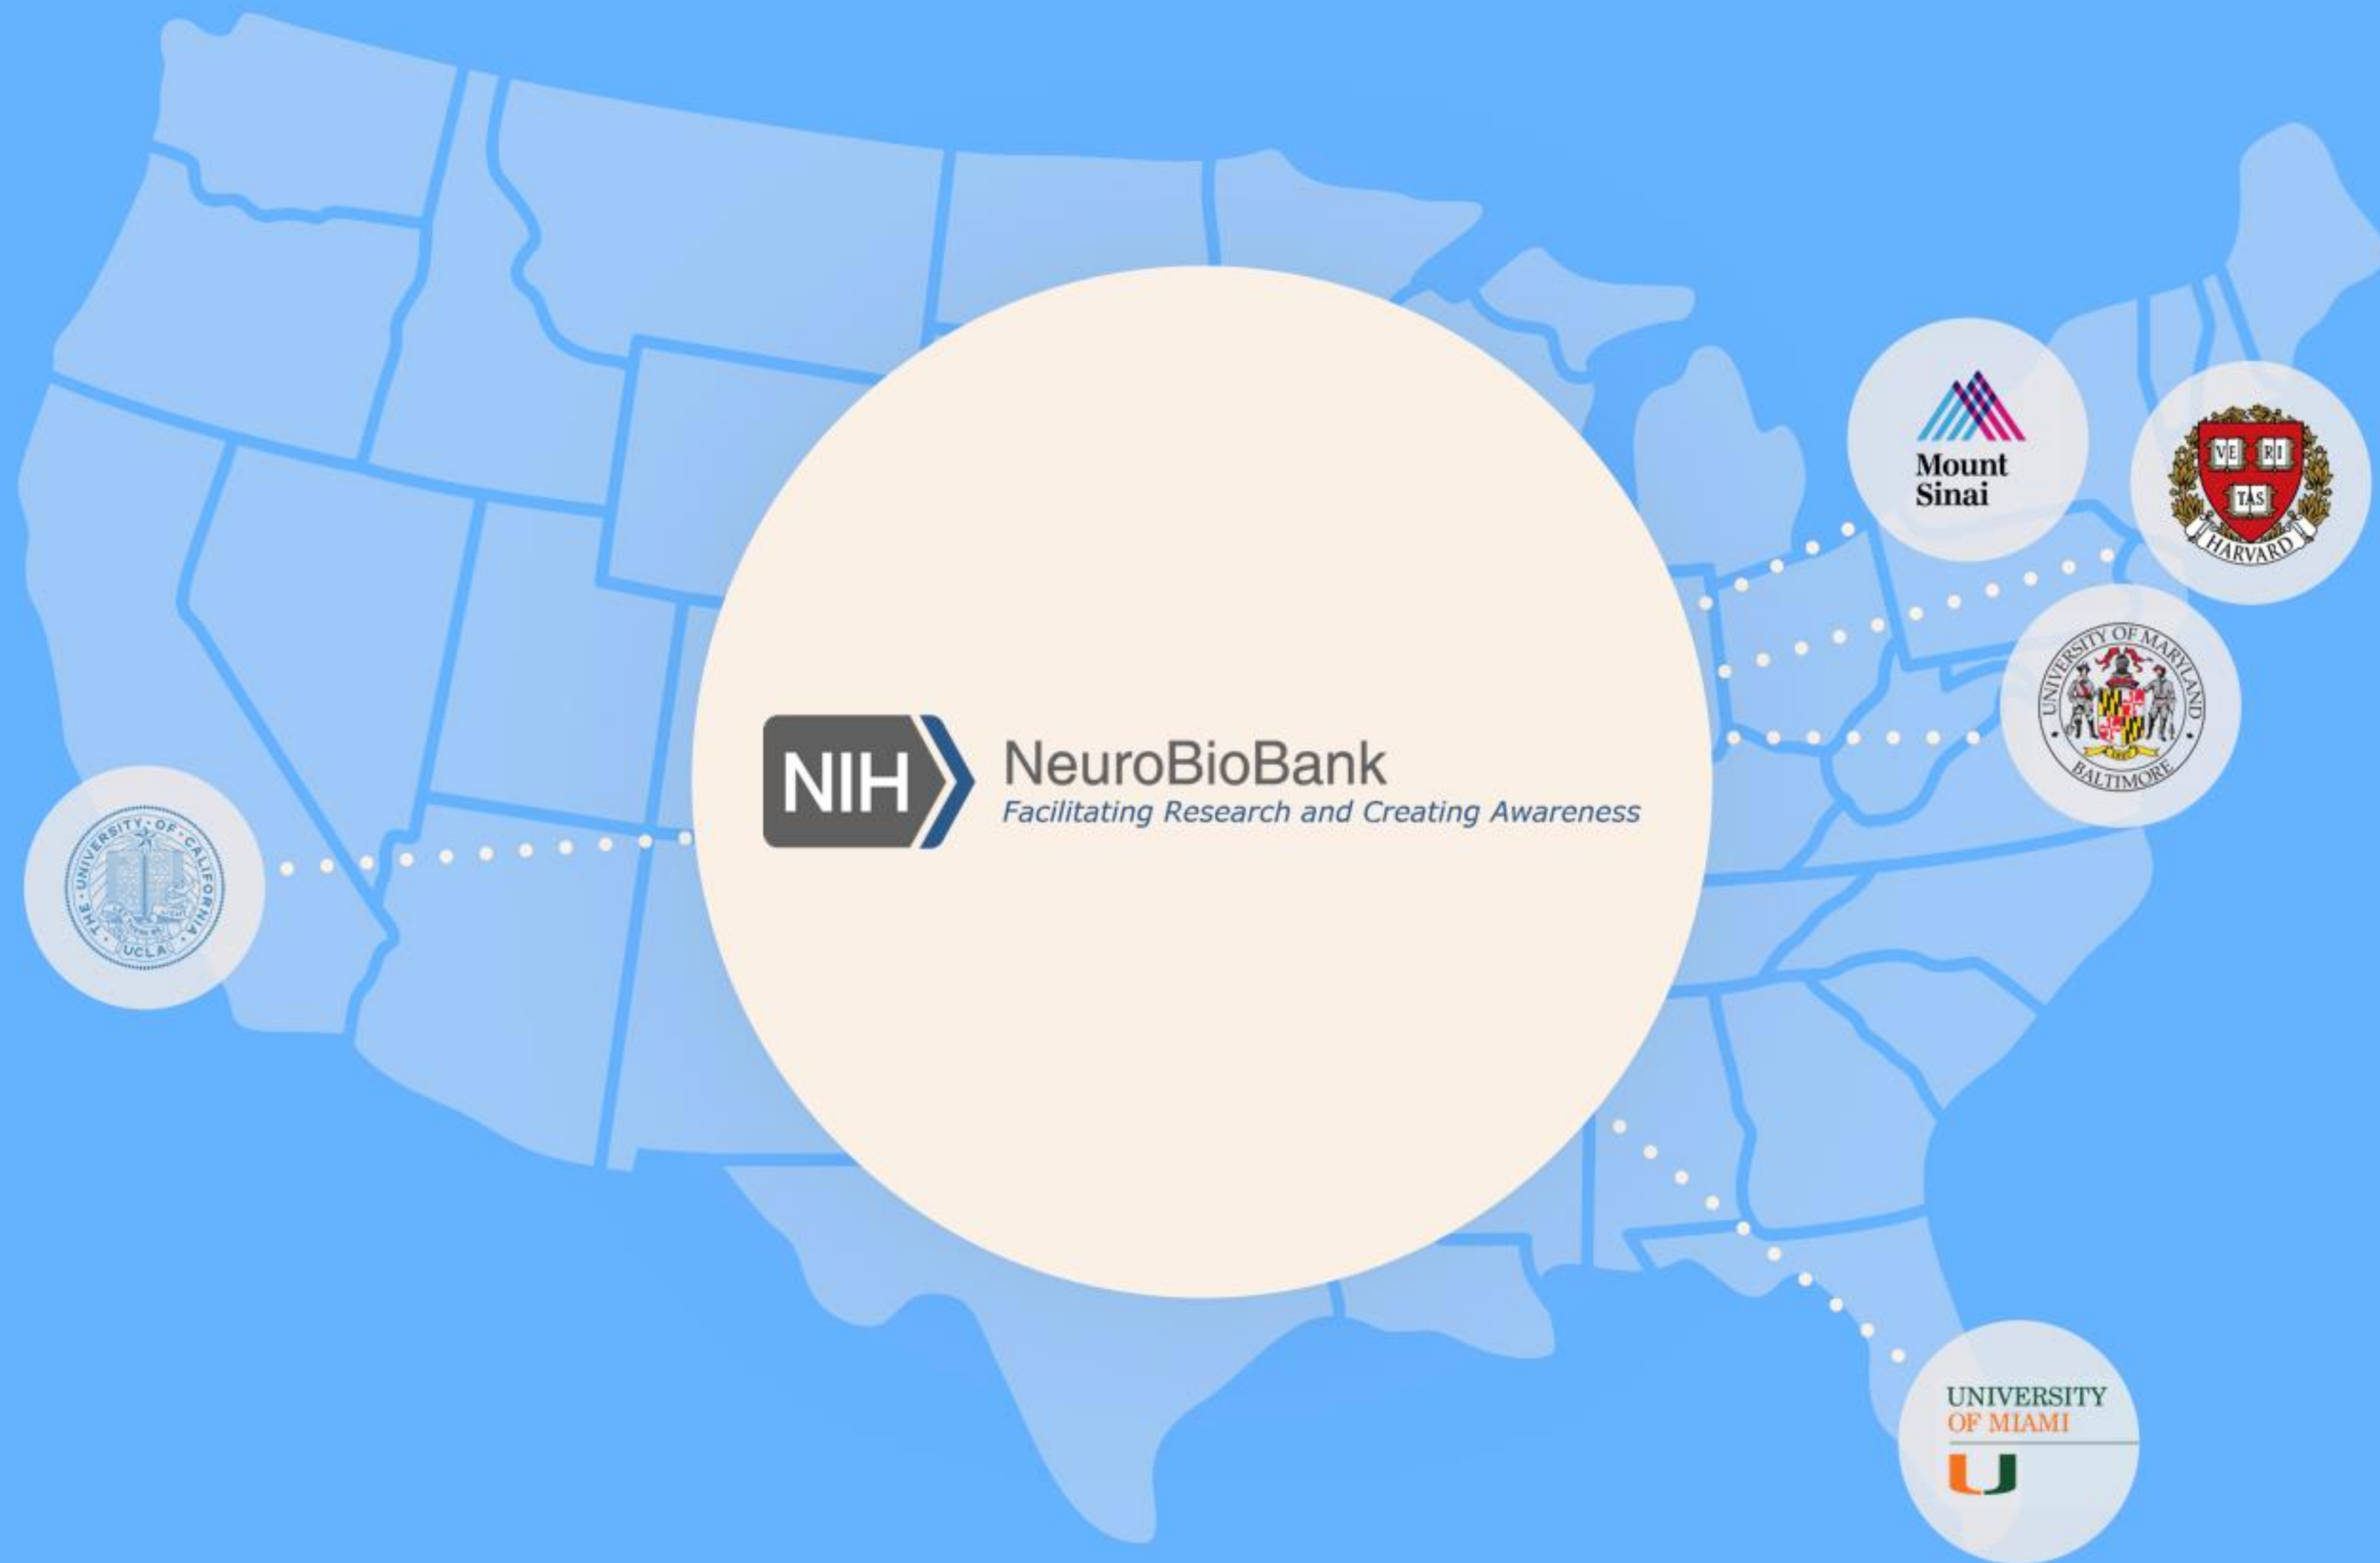 Mount
Sinai
VE RI
TAS
HARVARD
UNIVERSITY OF MARYLAND
BALTIMORE
NIH
NeuroBioBank
Facilitating Research and Creating Awareness
THE · UNIVERSITY · OF · CALIFORNIA
UCLA
UNIVERSITY
OF MIAMI